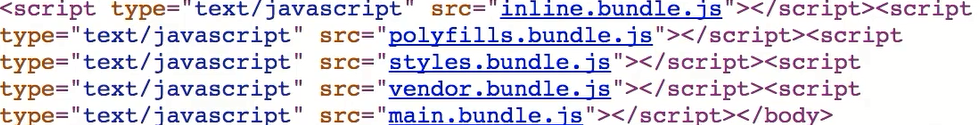 <script type="text/javascript" src="inline.bundle.js"></script><script
type="text/javascript" src="polyfills.bundle.js"></script><script
type="text/javascript" src="styles.bundle.js"></script><script
type="text/javascript" src="vendor.bundle.js"></script><script
type="text/javascript" src="main.bundle.js"></script></body>